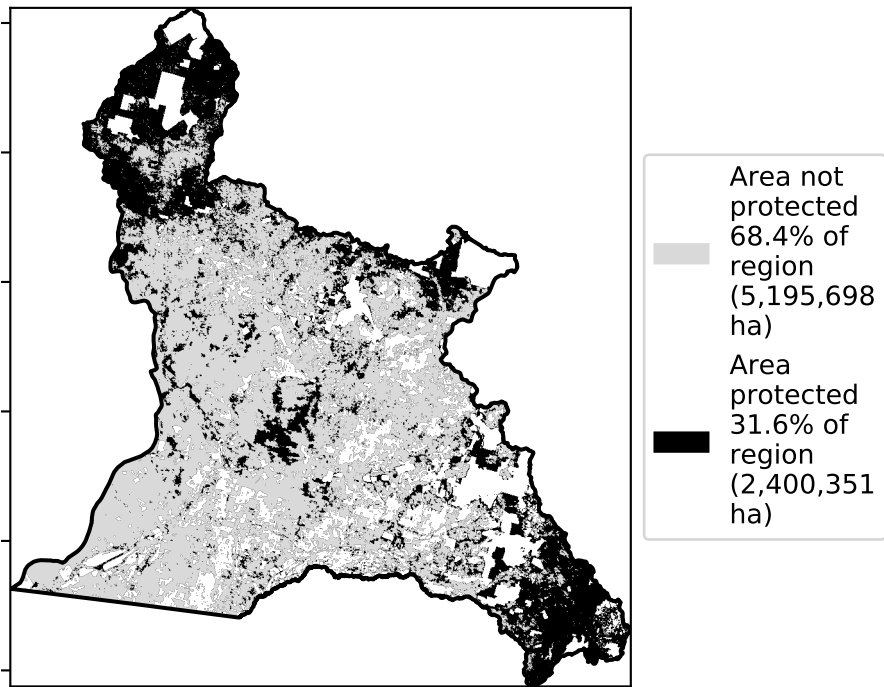 Area not
protected
68.4% of
region
(5,195,698
ha)
Area
protected
31.6% of
region
(2,400,351
ha)